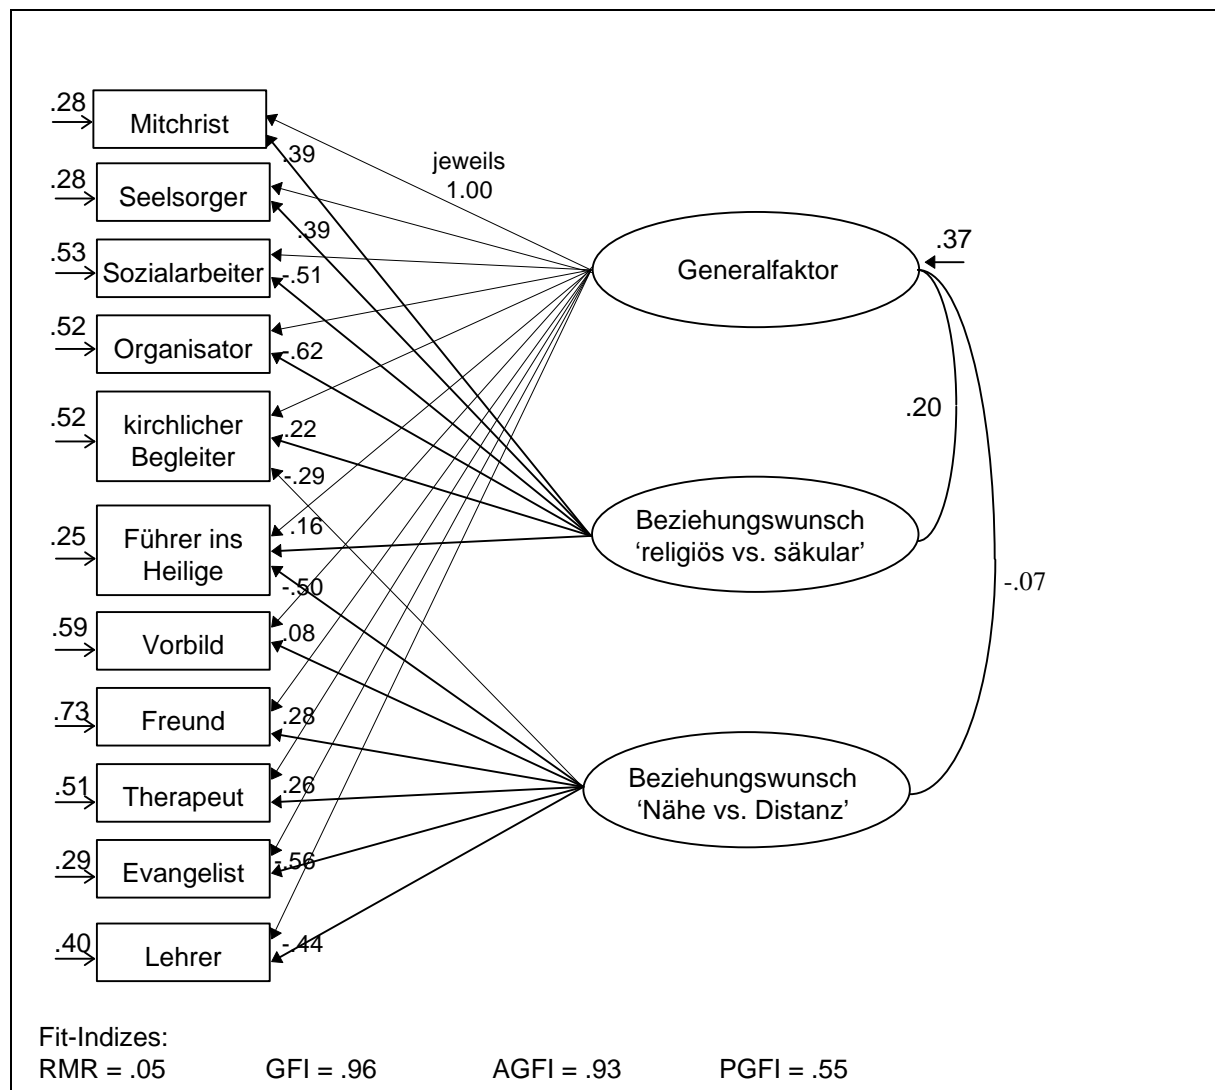 .28
Mitchrist
.39
jeweils
1.00
.28
Seelsorger
.39
.53
Sozialarbeiter
-.51
Generalfaktor
.37
.52
Organisator
-.62
.20
.52
kirchlicher
Begleiter
.22
-.29
Beziehungswunsch
‘religiös vs. säkular’
.25
Führer ins
Heilige
.16
-.50
-.07
.59
Vorbild
.08
.73
Freund
.28
Beziehungswunsch
‘Nähe vs. Distanz’
.51
Therapeut
.26
.29
Evangelist
-.56
.40
Lehrer
-.44
Fit-Indizes:
RMR = .05 GFI = .96 AGFI = .93 PGFI = .55